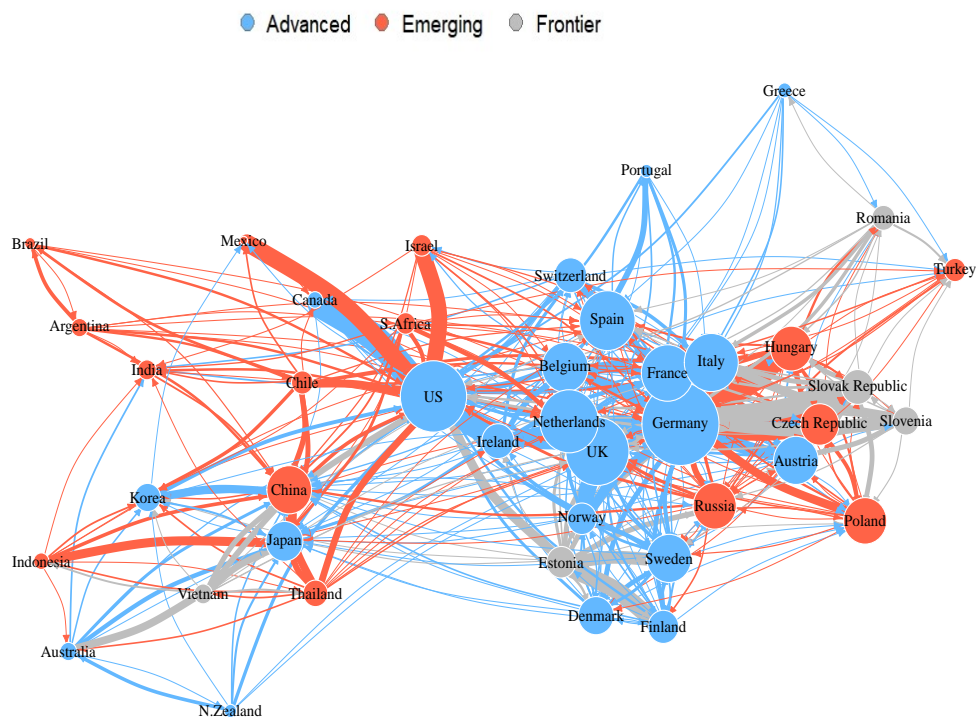 Advanced Emerging Frontier
Greece
Portugal
Romania
Brazil
Mexico
Israel
Turkey
Switzerland
Canada
Argentina
S.Africa
Spain
Hungary
India
Chile
Belgium
France
Italy
Slovak Republic
US
Netherlands
Germany
Czech Republic
Slovenia
Ireland
UK
Austria
Korea
China
Russia
Poland
Norway
Japan
Indonesia
Estonia
Sweden
Vietnam
Thailand
Denmark
Finland
Australia
N.Zealand